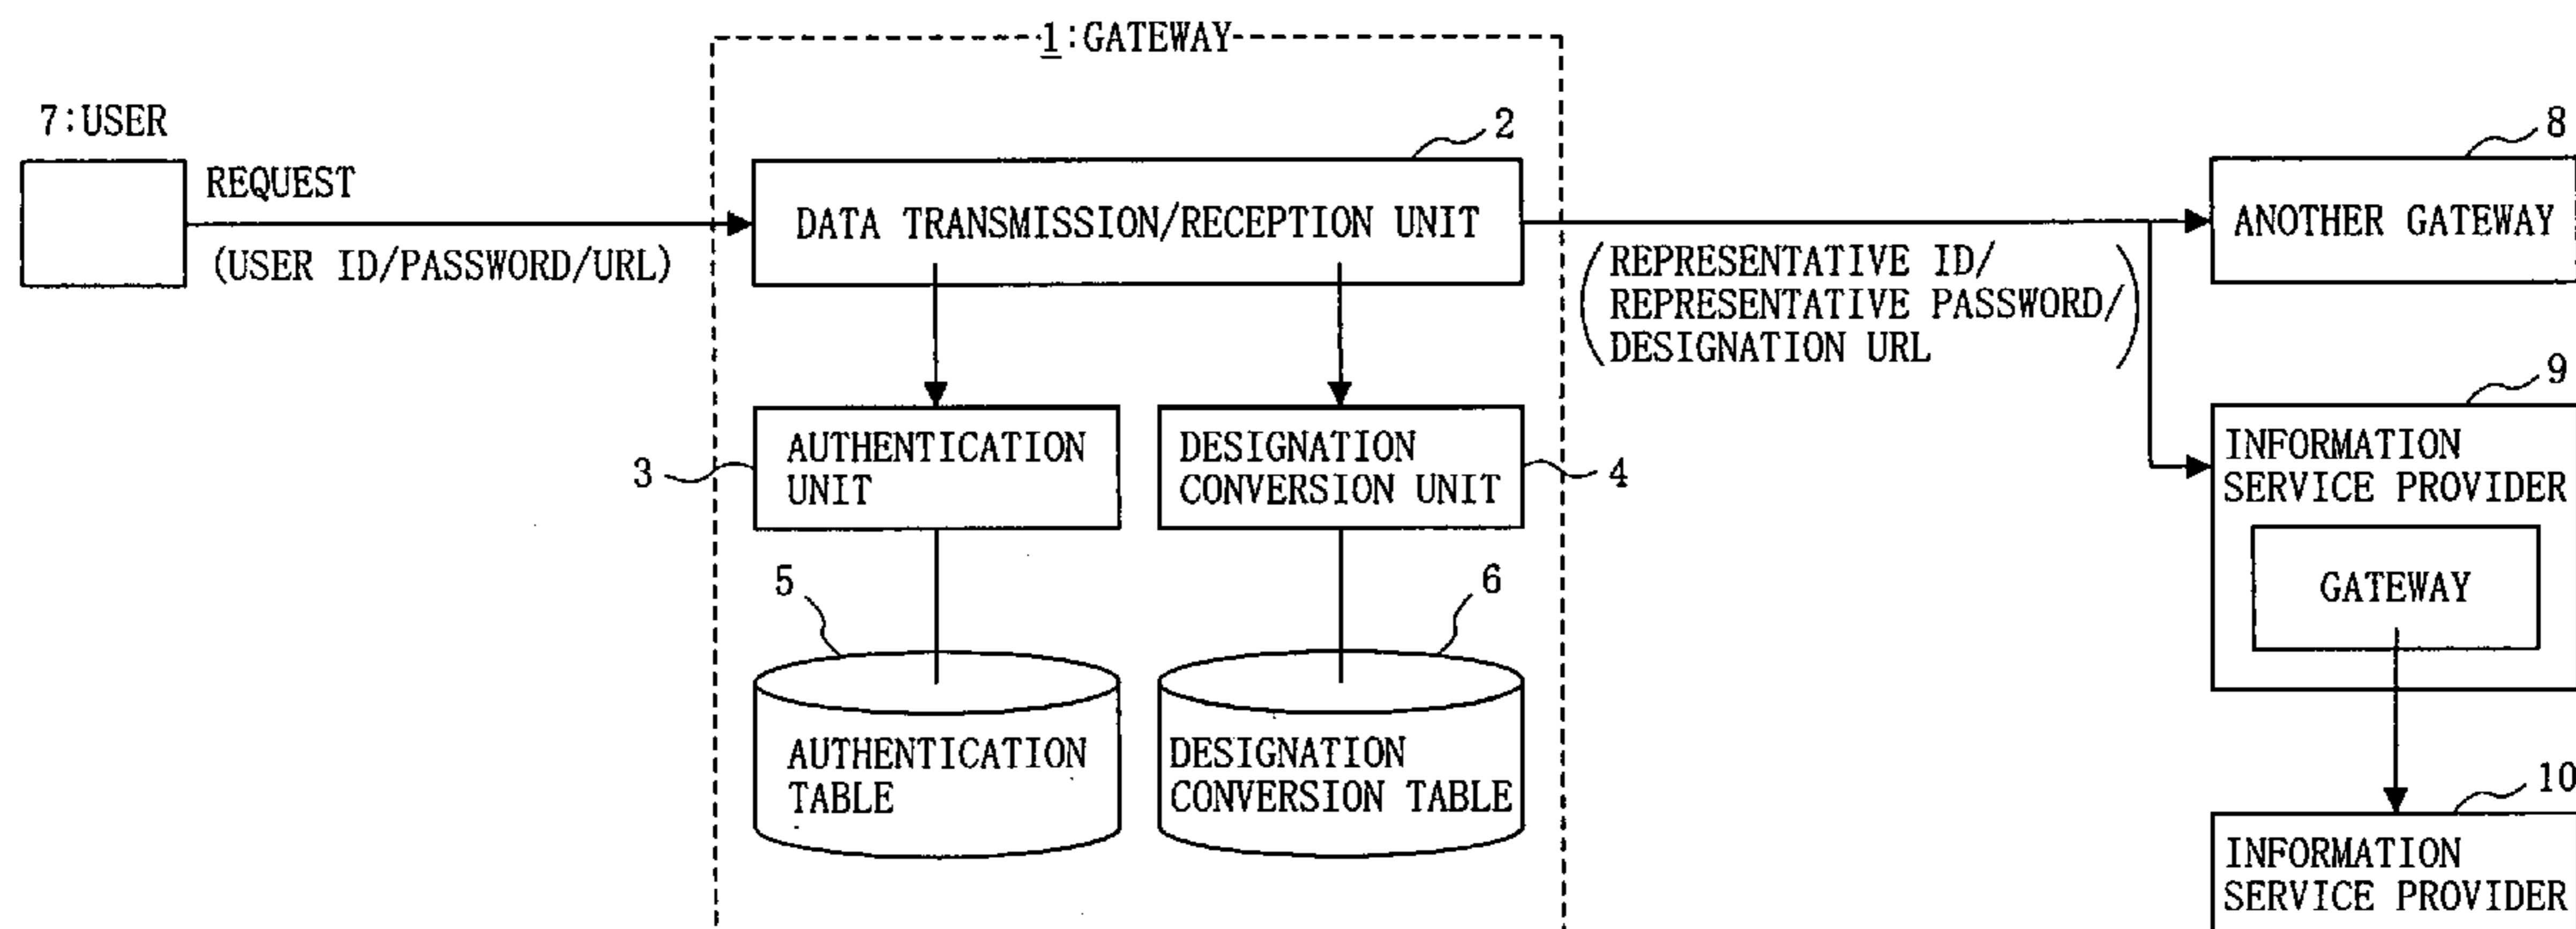 1:GATEWAY
7:USER
2
8
REQUEST
DATA TRANSMISSION/RECEPTION UNIT
ANOTHER GATEWAY
(USER ID/PASSWORD/URL)
(REPRESENTATIVE ID/
REPRESENTATIVE PASSWORD/
DESIGNATION URL)
9
3
AUTHENTICATION
UNIT
DESIGNATION
CONVERSION UNIT
4
INFORMATION
SERVICE PROVIDER
GATEWAY
5
6
AUTHENTICATION
TABLE
DESIGNATION
CONVERSION TABLE
10
INFORMATION
SERVICE PROVIDER